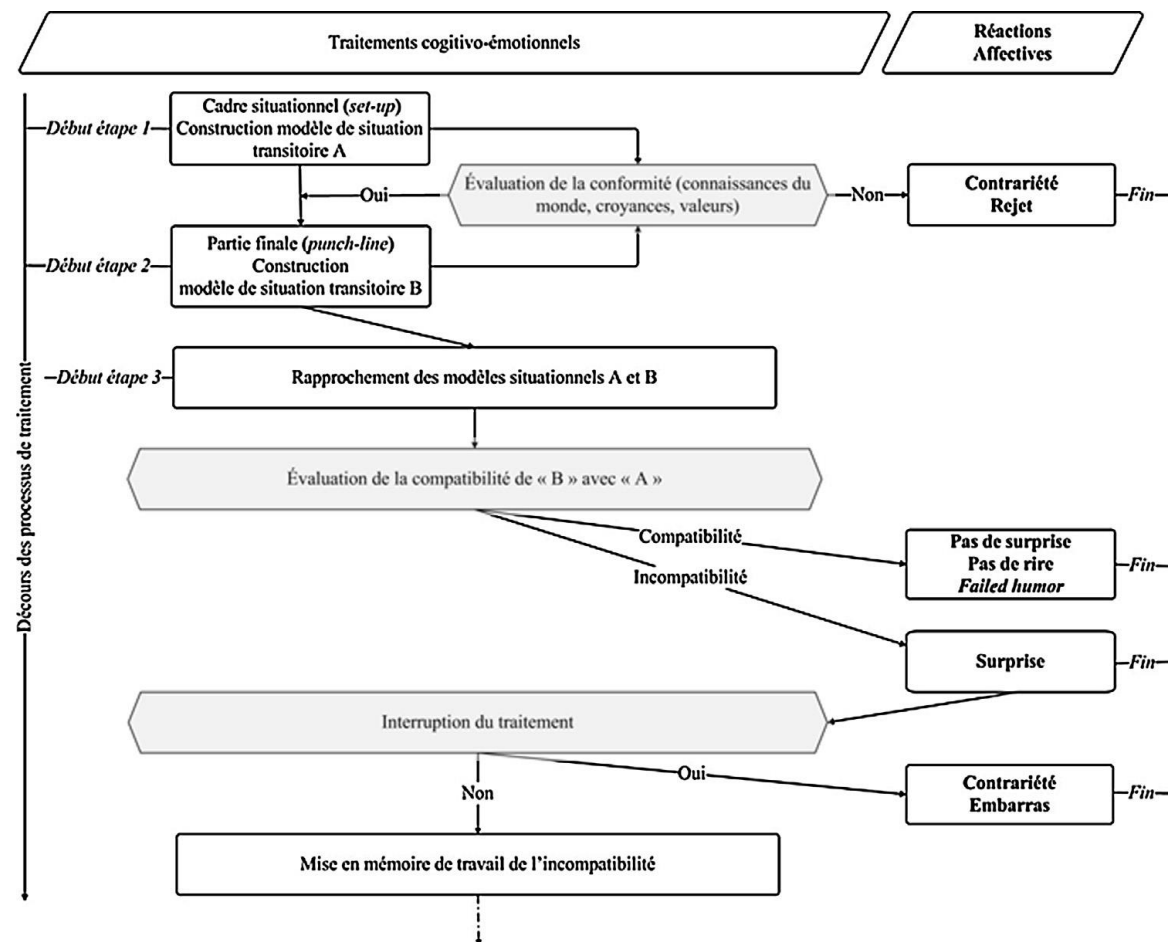 Traitements cogitivo-émotionnels
Réactions
Affectives
Cadre situationnel (set-up)
Construction modèle de situation
transitoire A
Début étape 1
Évaluation de la conformité (connaissances du
monde, croyances, valeurs)
Oui
Non
Contrariété
Rejet
Fin
Partie finale (punch-line)
Construction
modèle de situation transitoire B
Début étape 2
Début étape 3
Rapprochement des modèles situationnels A et B
Évaluation de la compatibilité de « B » avec « A »
Compatibilité
Incompatibilité
Pas de surprise
Pas de rire
Failed humor
Fin
Surprise
Fin
Interruption du traitement
Oui
Non
Contrariété
Embarras
Fin
Mise en mémoire de travail de l'incompatibilité
Décours des processus de traitement